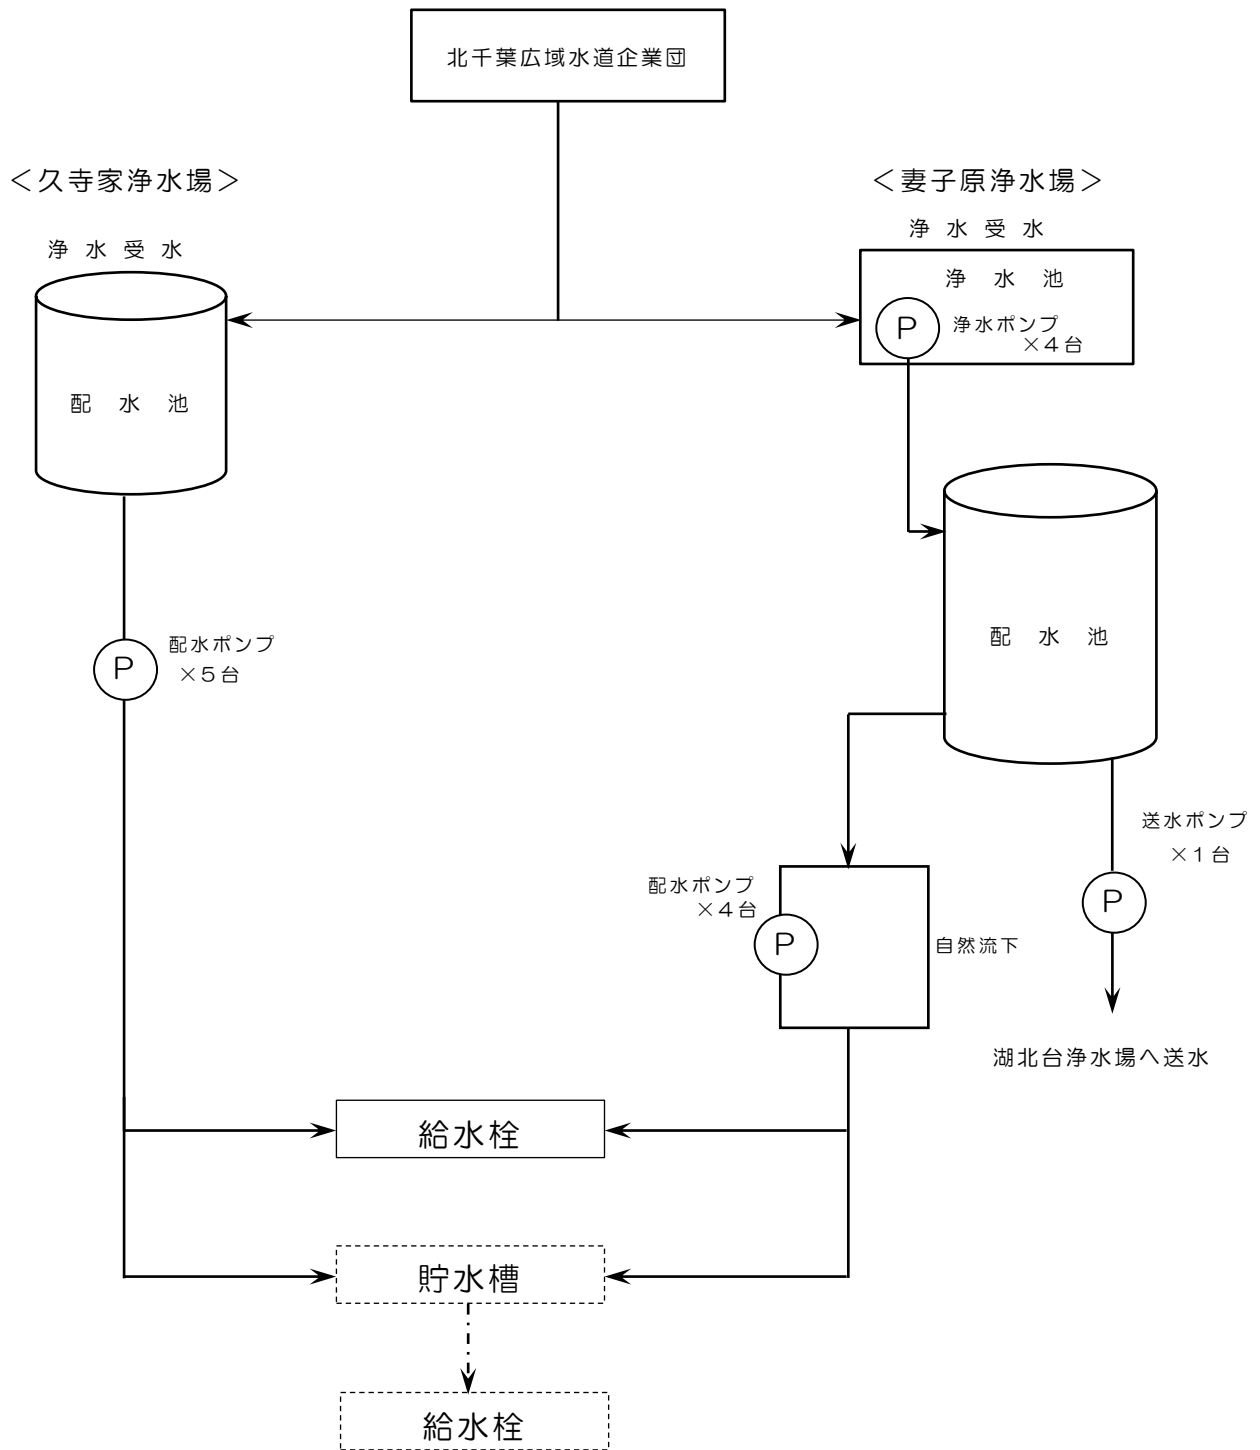 北千葉広域水道企業団
＜久寺家浄水場＞
浄水受水
配水池
P
配水ポンプ
×５台
＜妻子原浄水場＞
浄水受水
浄水池
P
浄水ポンプ
×４台
配水池
配水ポンプ
×４台
P
自然流下
送水ポンプ
×１台
P
湖北台浄水場へ送水
給水栓
貯水槽
給水栓